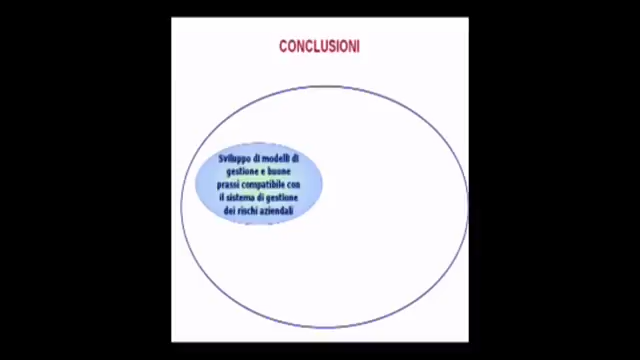 CONCLUSIONI
Sviluppo di modelli di
gestione e buone
prassi compatibile con
il sistema di gestione
dei rischi aziendali